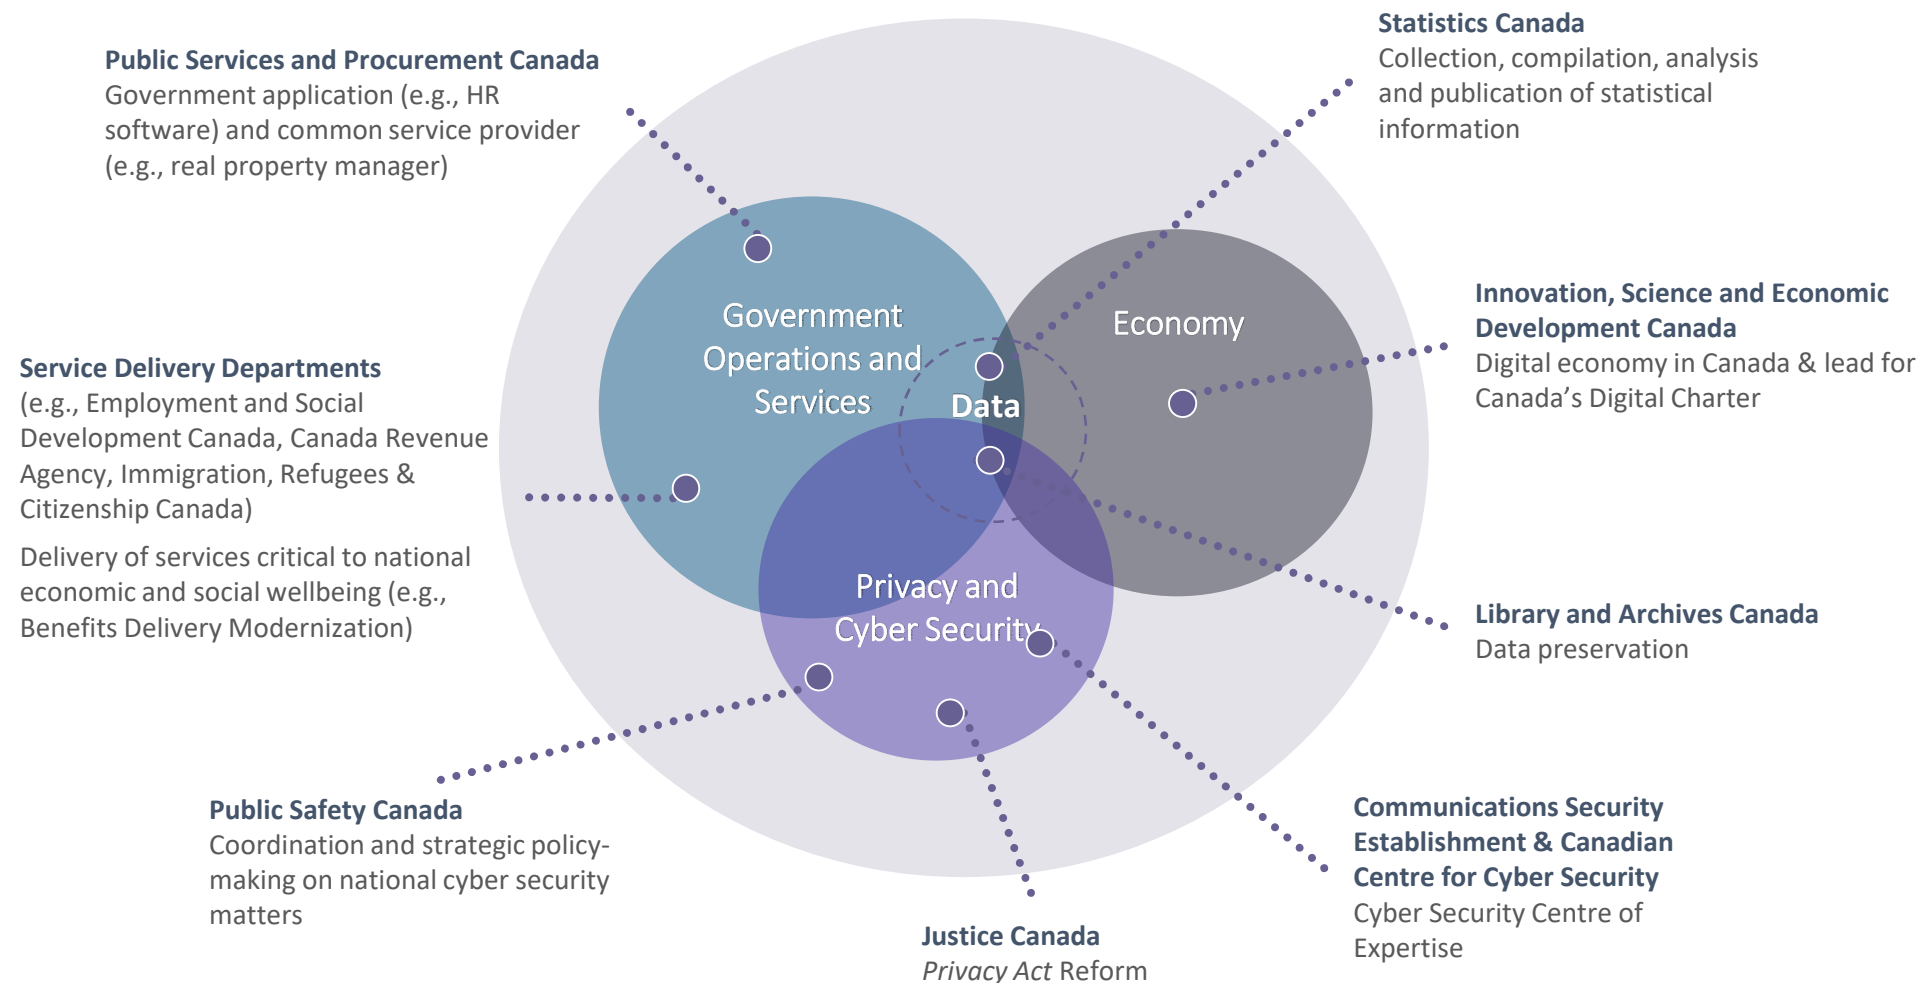 Public Services and Procurement Canada
Government application (e.g., HR
software) and common service provider
(e.g., real property manager)
Statistics Canada
Collection, compilation, analysis
and publication of statistical
information
Government
Operations and
Services
Economy
Data
Privacy and
Cyber Security
Innovation, Science and Economic
Development Canada
Digital economy in Canada & lead for
Canada’s Digital Charter
Service Delivery Departments
(e.g., Employment and Social
Development Canada, Canada Revenue
Agency, Immigration, Refugees &
Citizenship Canada)
Delivery of services critical to national
economic and social wellbeing (e.g.,
Benefits Delivery Modernization)
Library and Archives Canada
Data preservation
Public Safety Canada
Coordination and strategic policy-
making on national cyber security
matters
Justice Canada
Privacy Act Reform
Communications Security
Establishment & Canadian
Centre for Cyber Security
Cyber Security Centre of
Expertise